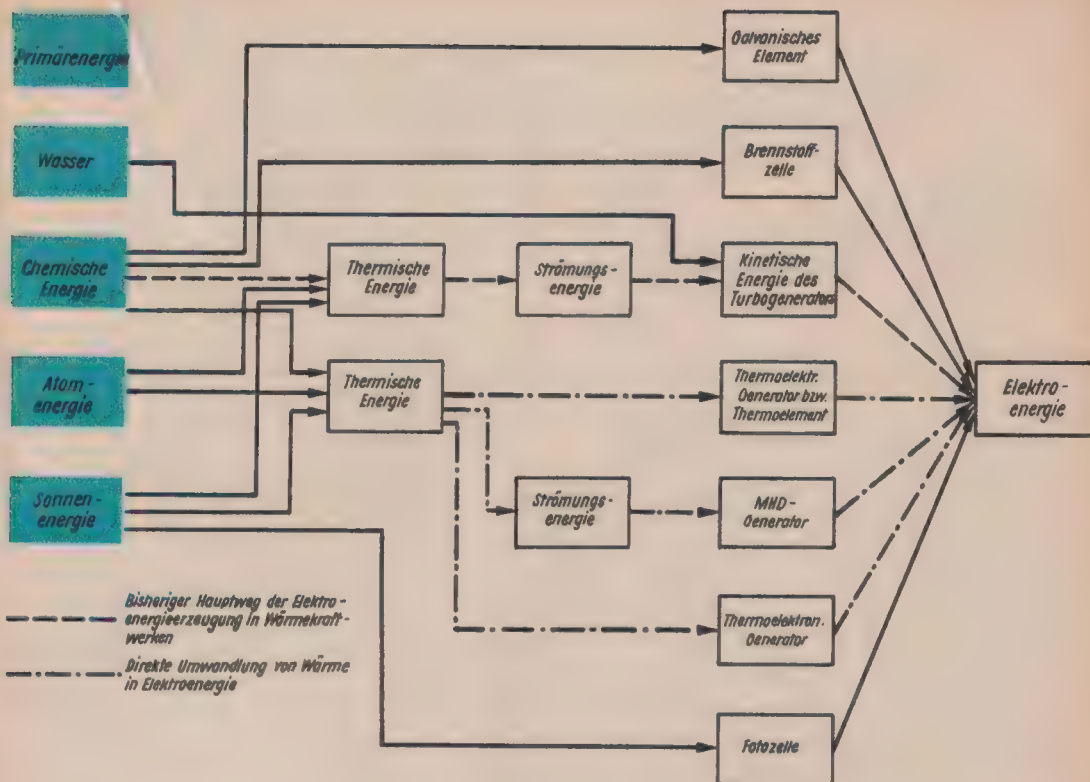 Primärenergie
Wasser
Chemische
Energie
Atom-
energie
Sonnen-
energie
Thermische
Energie
Strömungs-
energie
Thermische
Energie
Strömungs-
energie
Galvanisches
Element
Brennstoff-
zelle
Kinetische
Energie des
Turbogenerators
Thermoelektr.
Generator bzw.
Thermoelement
MHD-
Generator
Thermoelektron.
Generator
Fotozelle
Elektro-
energie
Bisheriger Hauptweg der Elektro-
energieerzeugung in Wärmekraft-
werken
Direkte Umwandlung von Wärme
in Elektroenergie